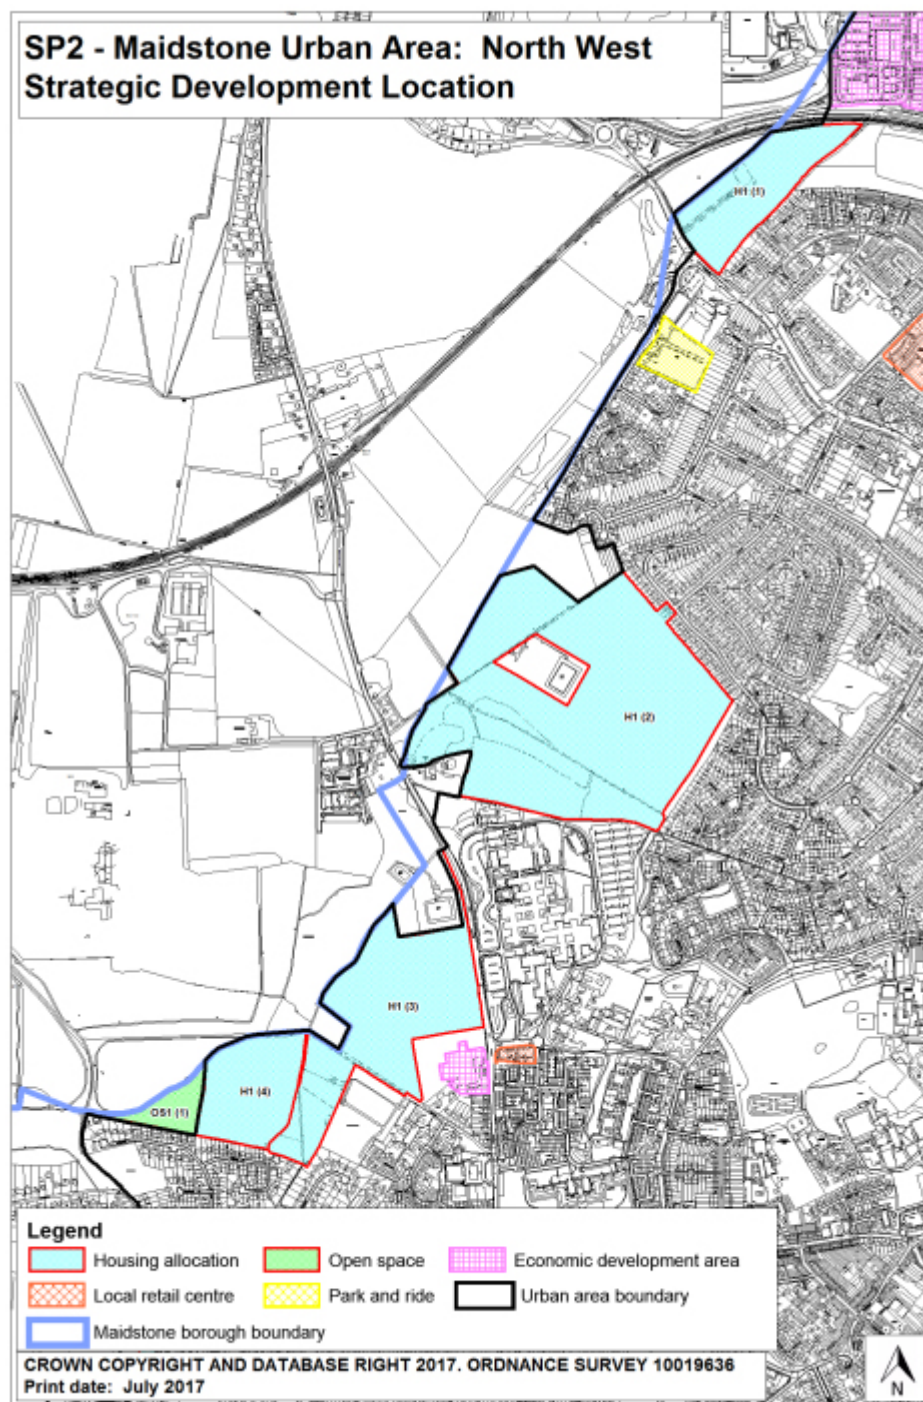 SP2 - Maidstone Urban Area: North West
Strategic Development Location
H1 (1)
H1 (2)
H1 (3)
H1 (4)
OS1 (1)
Legend
Housing allocation
Open space
Economic development area
Local retail centre
Park and ride
Urban area boundary
Maidstone borough boundary
CROWN COPYRIGHT AND DATABASE RIGHT 2017. ORDNANCE SURVEY 10019636
Print date: July 2017
N